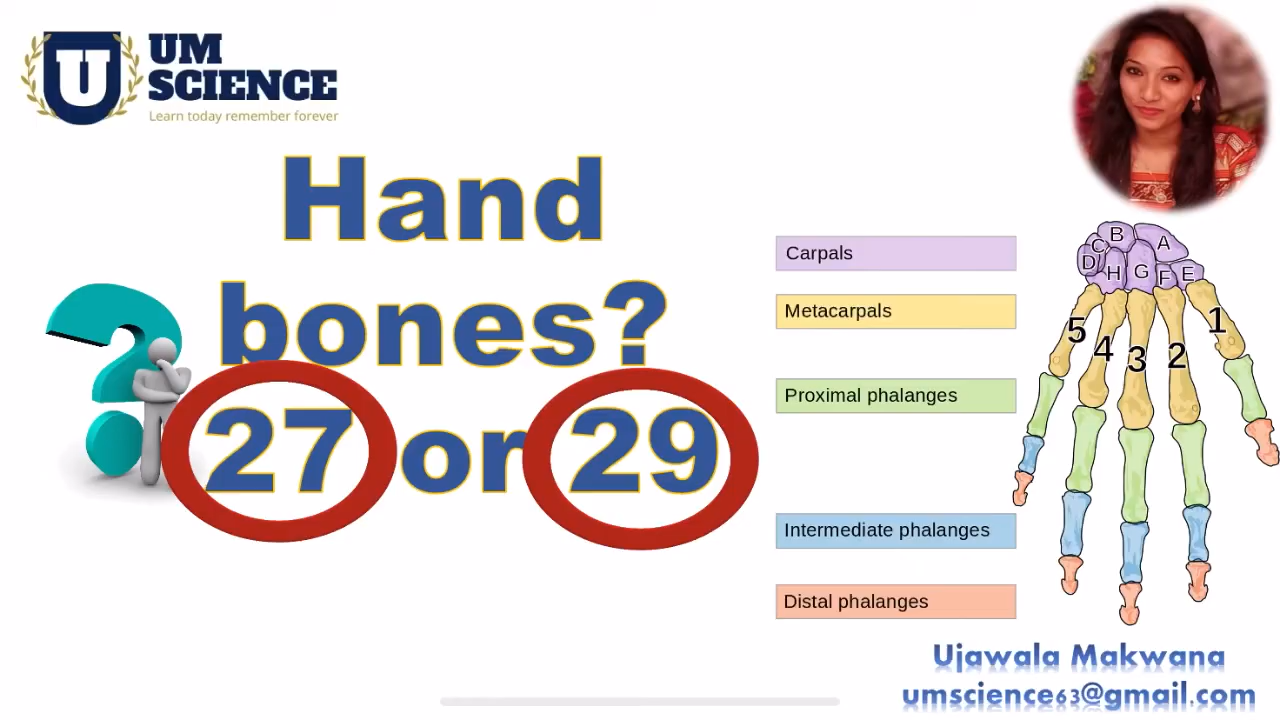 U
UM
SCIENCE
Learn today remember forever
Hand
bones?
27 or 29
Carpals
Metacarpals
Proximal phalanges
Intermediate phalanges
Distal phalanges
B
A
C
D
H
G
F
E
5
4
3
2
1
Ujawala Makwana
umscience63@gmail.com